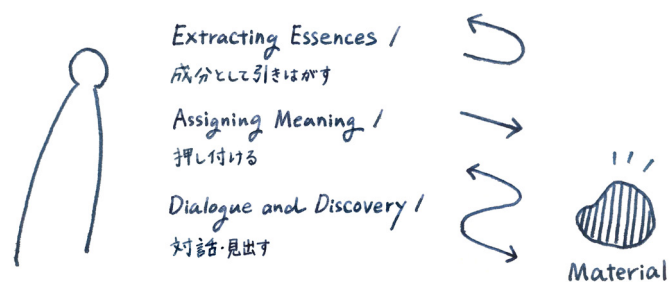 Extracting Essences /
成分として引きはがす
Assigning Meaning /
押し付ける
Dialogue and Discovery /
対話・見出す
Material